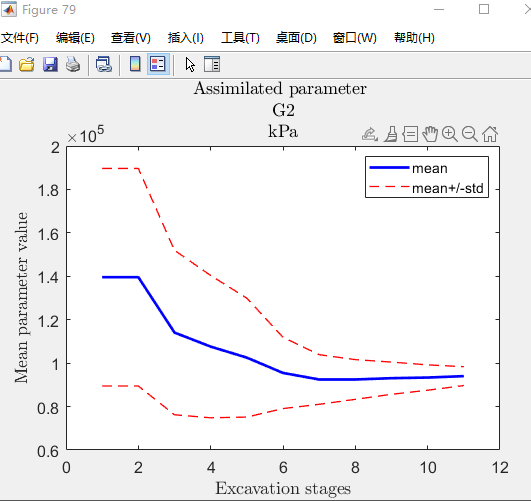 Figure 79
文件(F) 编辑(E) 查看(V) 插入(I) 工具(T) 桌面(D) 窗口(W) 帮助(H)
Assimilated parameter
G2
kPa
×10^5
2
1.8
1.6
1.4
1.2
1
0.8
0.6
Mean parameter value
mean
mean+/-std
0 2 4 6 8 10 12
Excavation stages